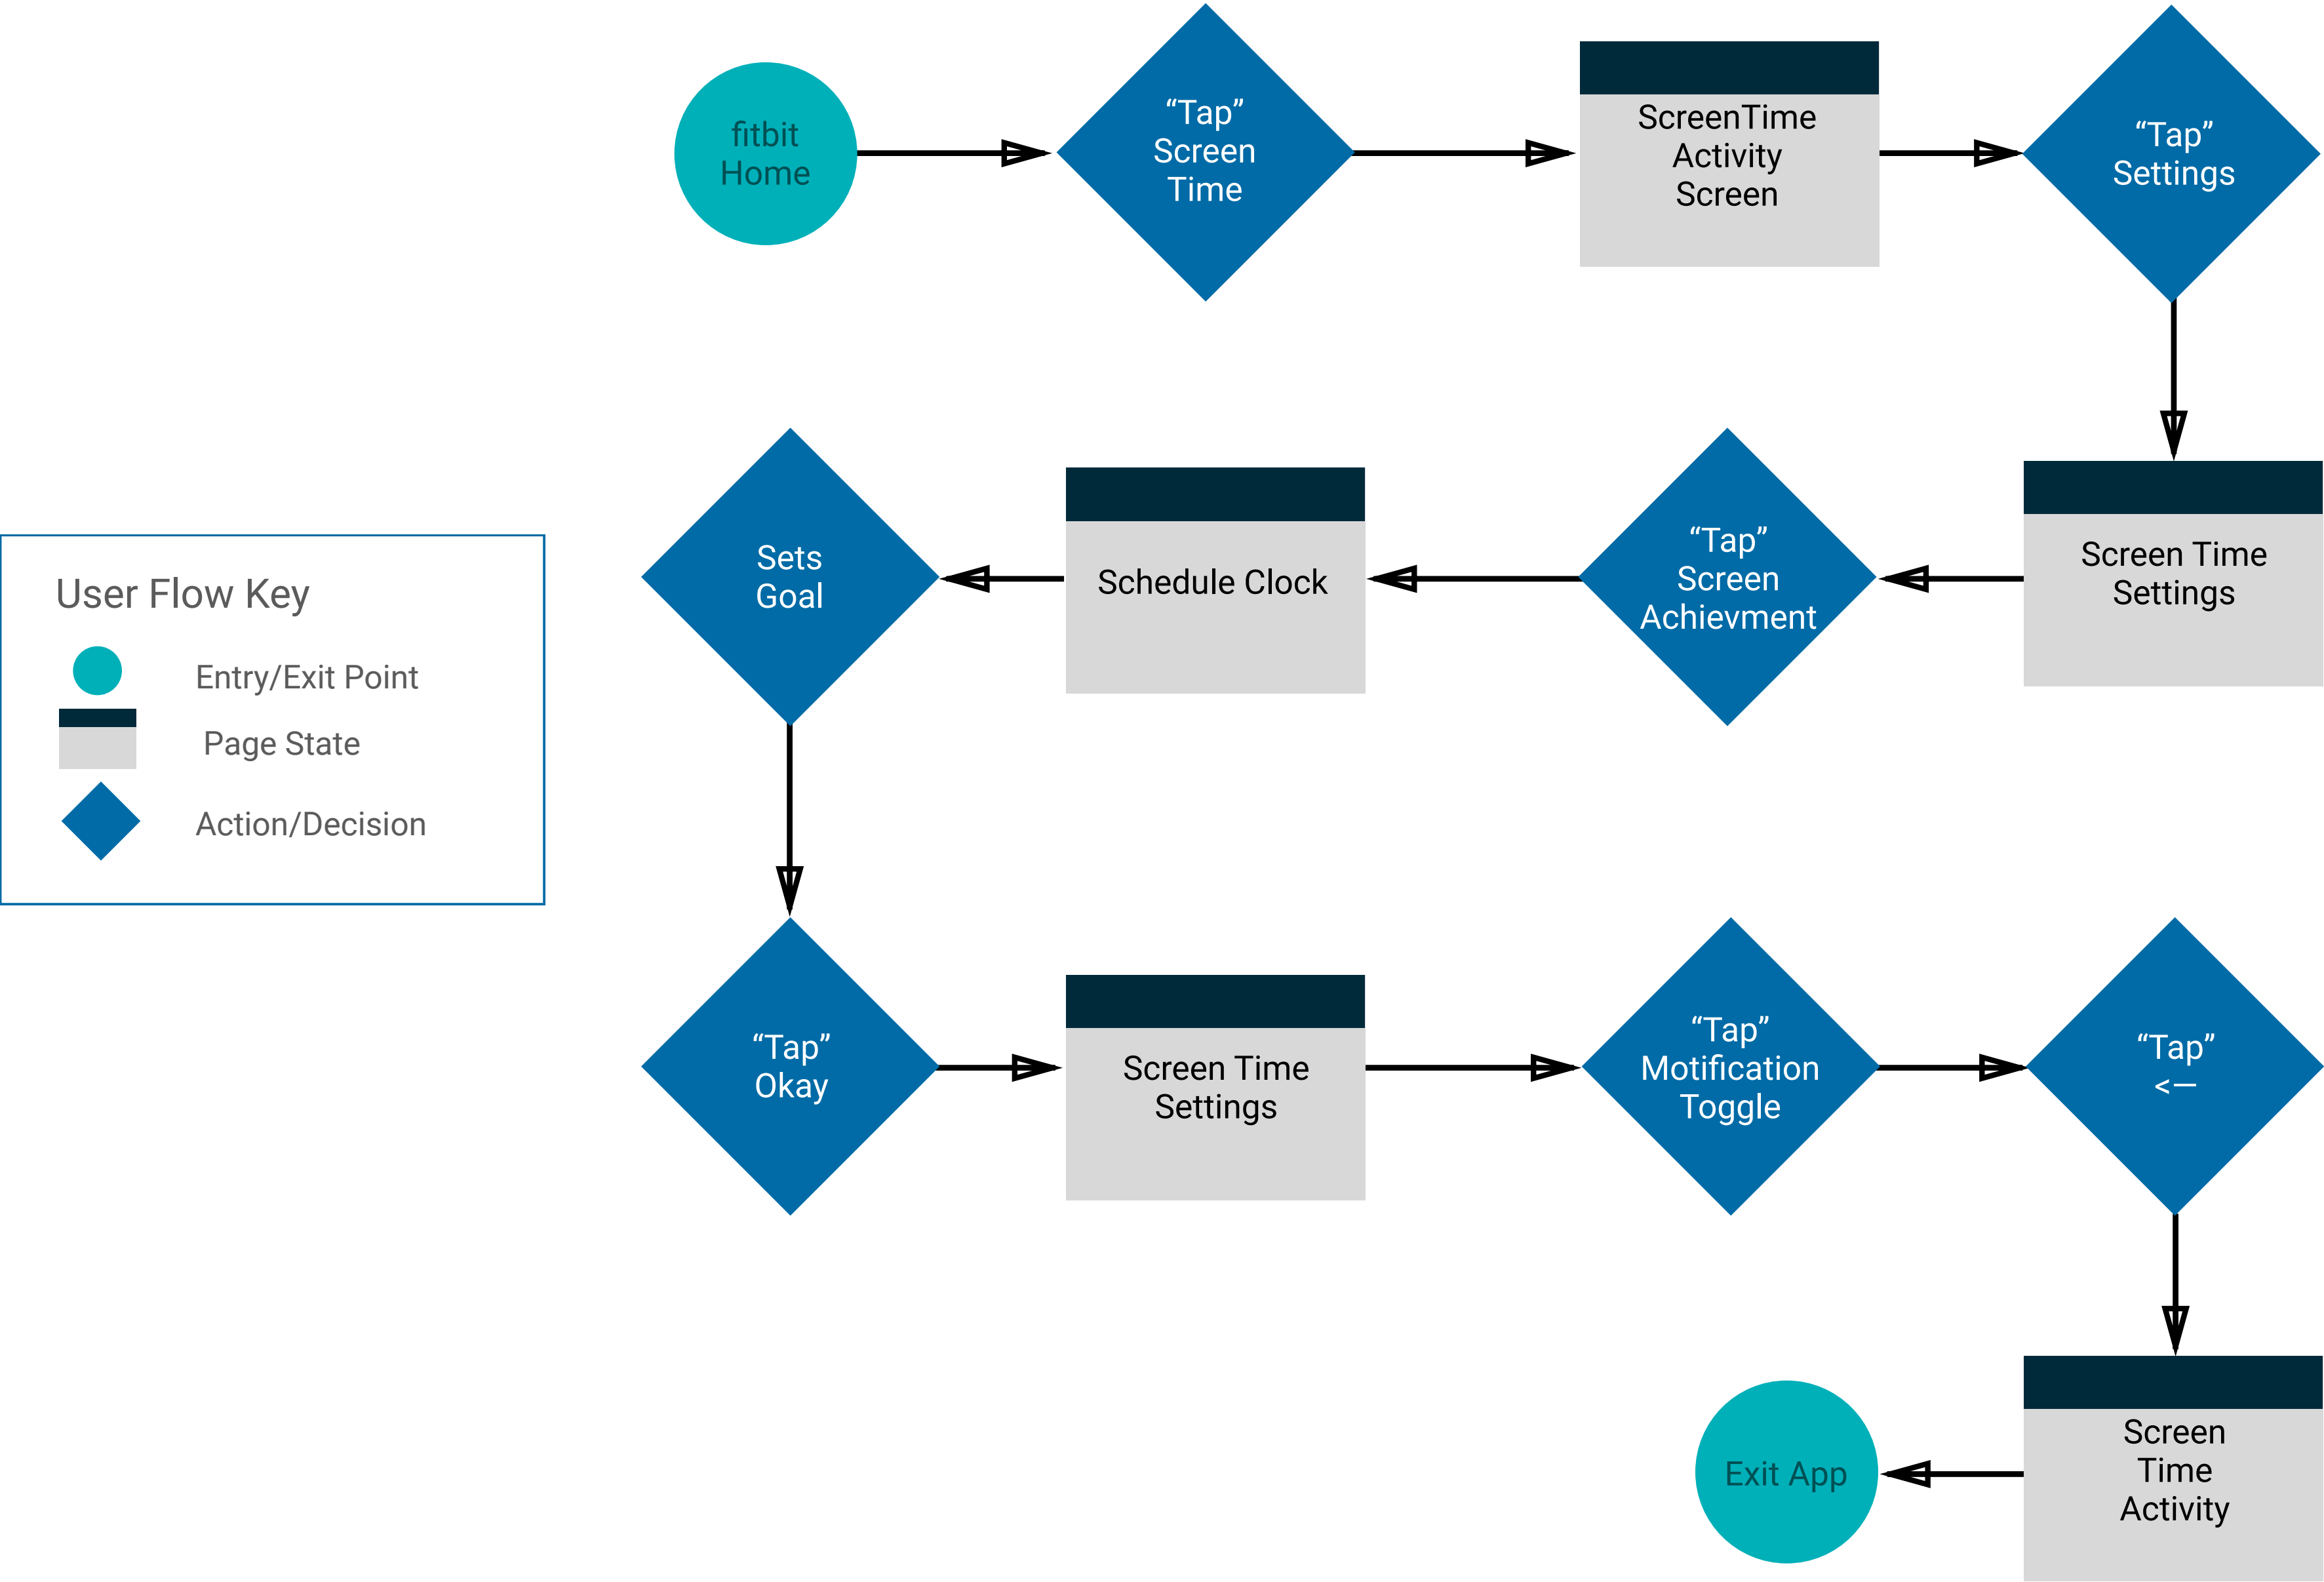 fitbit
Home
“Tap”
Screen
Time
ScreenTime
Activity
Screen
“Tap”
Settings
Screen Time
Settings
“Tap”
Screen
Achievment
Schedule Clock
Sets
Goal
“Tap”
Okay
Screen Time
Settings
“Tap”
Motification
Toggle
“Tap”
<—
Screen
Time
Activity
Exit App
User Flow Key
Entry/Exit Point
Page State
Action/Decision